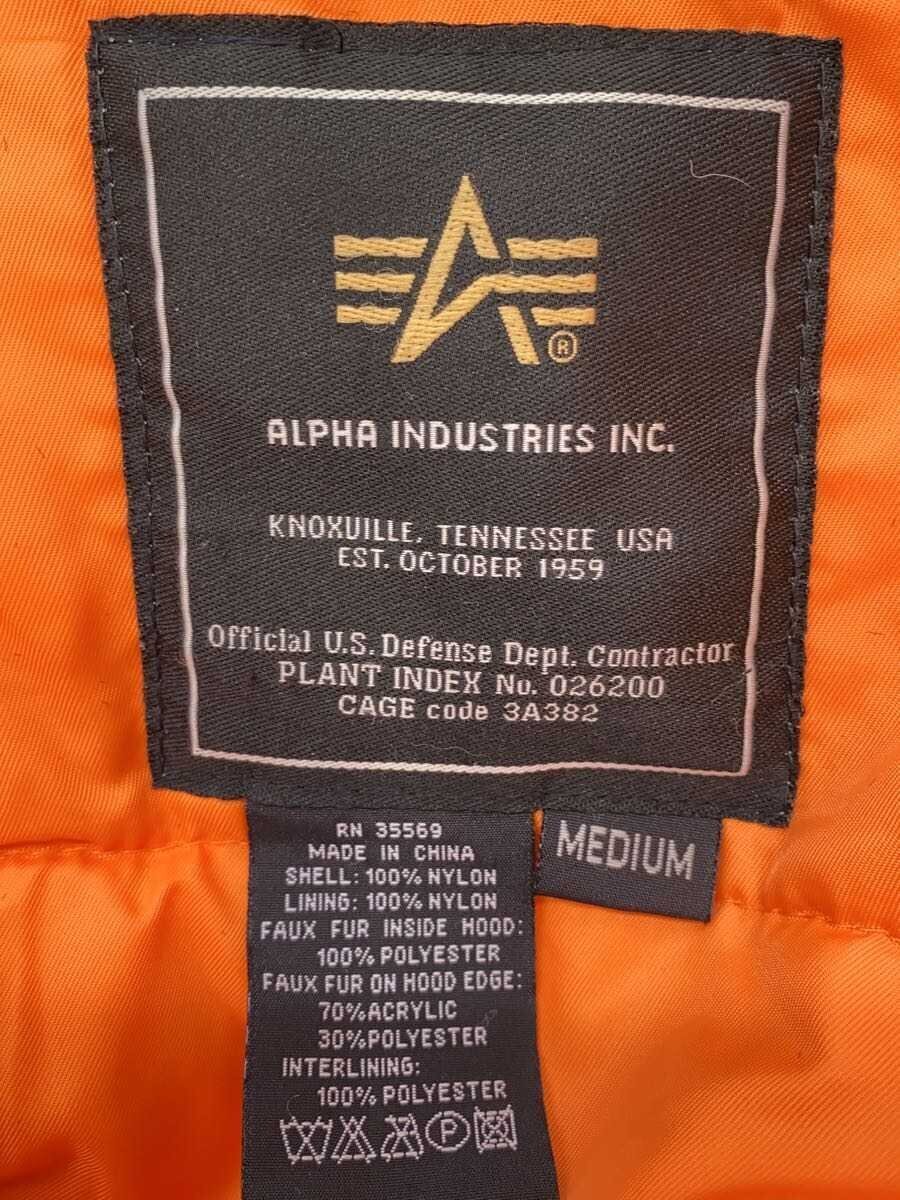 ®
ALPHA INDUSTRIES INC.
KNOXVILLE, TENNESSEE USA
EST. OCTOBER 1959
Official U.S. Defense Dept. Contractor
PLANT INDEX No. 026200
CAGE code 3A382
MEDIUM
RN 35569
MADE IN CHINA
SHELL: 100% NYLON
LINING: 100% NYLON
FAUX FUR INSIDE HOOD:
100% POLYESTER
FAUX FUR ON HOOD EDGE:
70% ACRYLIC
30% POLYESTER
INTERLINING:
100% POLYESTER
P